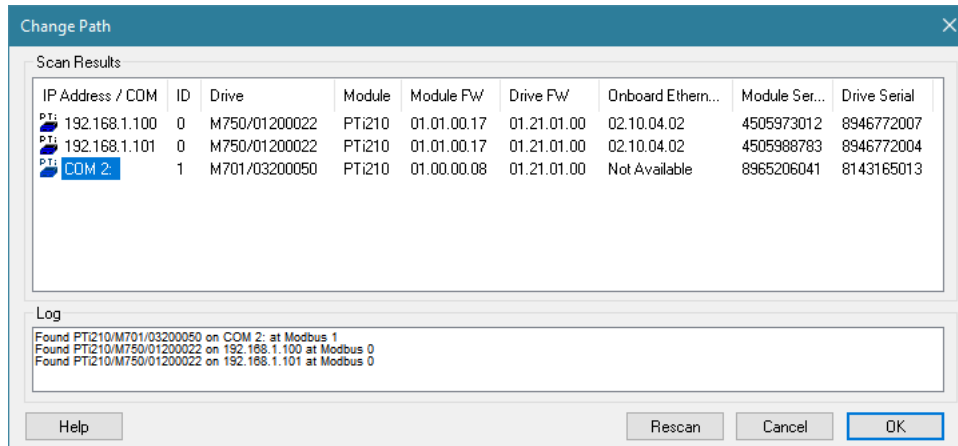 Change Path
Scan Results
IP Address / COM ID Drive Module Module FW Drive FW Onboard Ethern... Module Ser... Drive Serial
PTi 192.168.1.100 0 M750/01200022 PTi210 01.01.00.17 01.21.01.00 02.10.04.02 4505973012 8946772007
PTi 192.168.1.101 0 M750/01200022 PTi210 01.01.00.17 01.21.01.00 02.10.04.02 4505988783 8946772004
PTi COM 2: 1 M701/03200050 PTi210 01.00.00.08 01.21.01.00 Not Available 8965206041 8143165013
Log
Found PTi210/M701/03200050 on COM 2: at Modbus 1
Found PTi210/M750/01200022 on 192.168.1.100 at Modbus 0
Found PTi210/M750/01200022 on 192.168.1.101 at Modbus 0
Help Rescan Cancel OK